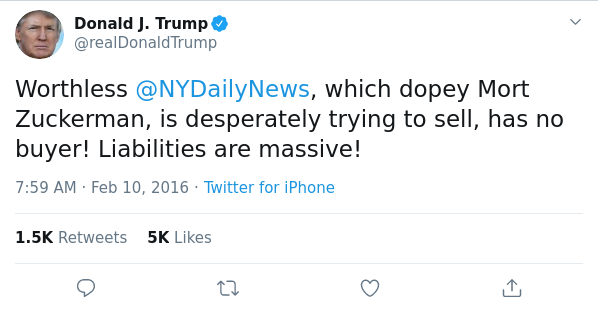 Donald J. Trump
@realDonaldTrump
Worthless @NYDailyNews, which dopey Mort
Zuckerman, is desperately trying to sell, has no
buyer! Liabilities are massive!
7:59 AM · Feb 10, 2016 · Twitter for iPhone
1.5K Retweets 5K Likes